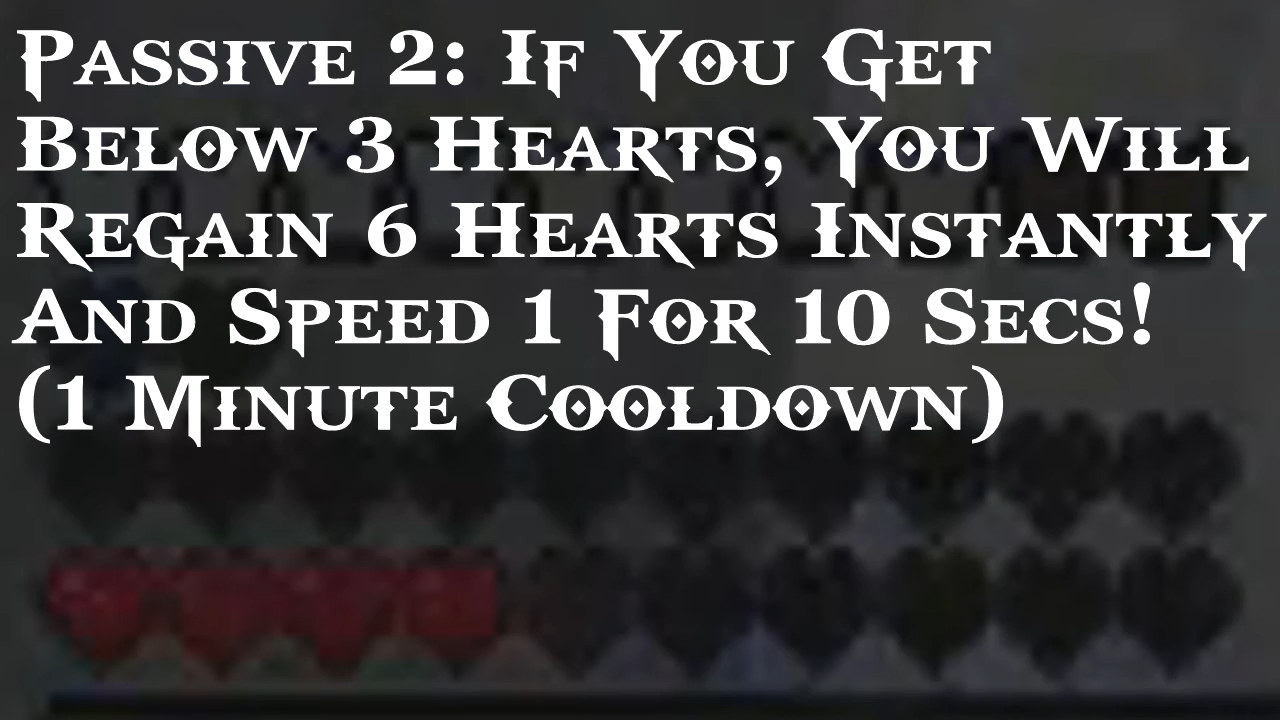 Passive 2: If You Get
Below 3 Hearts, You Will
Regain 6 Hearts Instantly
And Speed 1 For 10 Secs!
(1 Minute Cooldown)